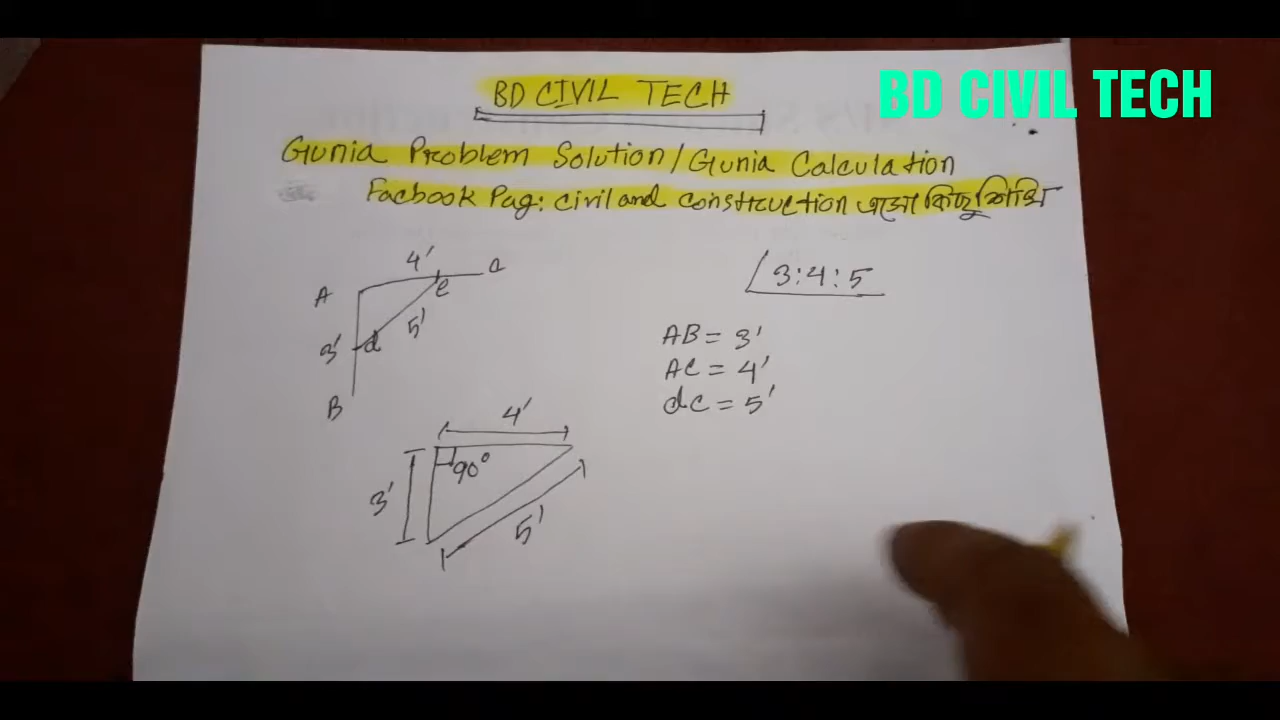 BD CIVIL TECH
BD CIVIL TECH
Gunia Problem Solution/Gunia Calculation
Facbook Pag: civil and construction এসো কিছু শিখি
4'
A
e
C
3'
d
5'
B
3:4:5
AB = 3'
AC = 4'
dc = 5'
4'
90°
3'
5'